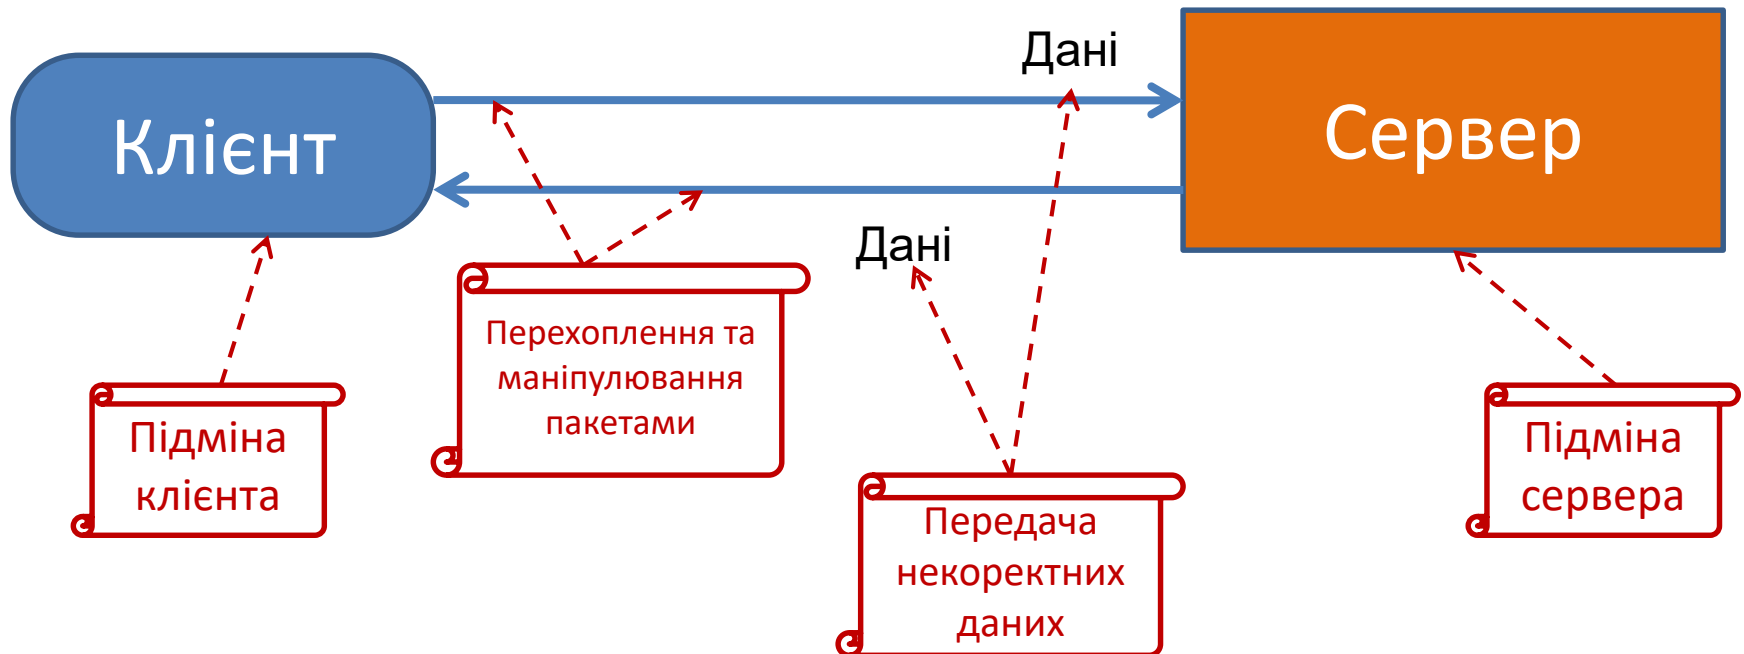 Дані
Клієнт
Сервер
Дані
Перехоплення та
маніпулювання
пакетами
Підміна
клієнта
Передача
некоректних
даних
Підміна
сервера